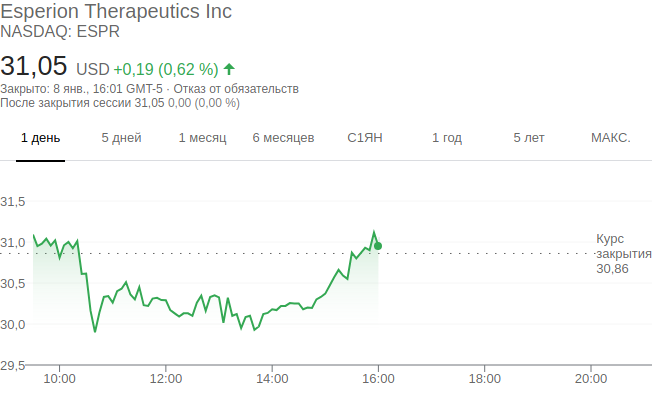 Esperion Therapeutics Inc
NASDAQ: ESPR
31,05 USD +0,19 (0,62 %)
Закрыто: 8 янв., 16:01 GMT-5 · Отказ от обязательств
После закрытия сессии 31,05 0,00 (0,00 %)
1 день 5 дней 1 месяц 6 месяцев С1ЯН 1 год 5 лет МАКС.
31,5
31,0
30,5
30,0
29,5
Курс
закрытия
30,86
10:00 12:00 14:00 16:00 18:00 20:00